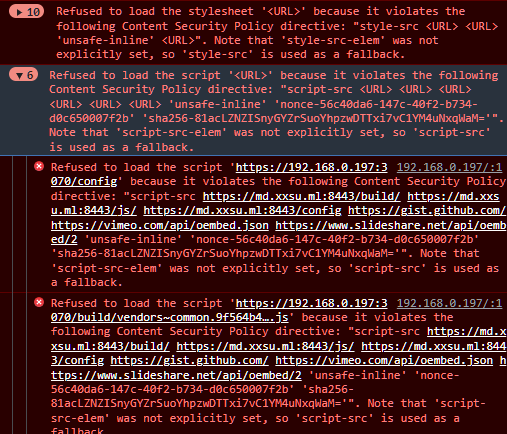 10 Refused to load the stylesheet '<URL>' because it violates the
following Content Security Policy directive: "style-src <URL> <URL>
'unsafe-inline' <URL>". Note that 'style-src-elem' was not
explicitly set, so 'style-src' is used as a fallback.
6 Refused to load the script '<URL>' because it violates the following
Content Security Policy directive: "script-src <URL> <URL> <URL>
<URL> <URL> <URL> 'unsafe-inline' 'nonce-56c40da6-147c-40f2-b734-
d0c650007f2b' 'sha256-81acLZNZISnyGYZrSuoYhpzwDTTxi7vC1YM4uNxqWaM='".
Note that 'script-src-elem' was not explicitly set, so 'script-src'
is used as a fallback.
Refused to load the script 'https://192.168.0.197:3 192.168.0.197/:1
070/config' because it violates the following Content Security Policy
directive: "script-src https://md.xxsu.ml:8443/build/ https://md.xxs
u.ml:8443/js/ https://md.xxsu.ml:8443/config https://gist.github.com/
https://vimeo.com/api/oembed.json https://www.slideshare.net/api/oemb
ed/2 'unsafe-inline' 'nonce-56c40da6-147c-40f2-b734-d0c650007f2b'
'sha256-81acLZNZISnyGYZrSuoYhpzwDTTxi7vC1YM4uNxqWaM='". Note that
'script-src-elem' was not explicitly set, so 'script-src' is used as
a fallback.
Refused to load the script 'https://192.168.0.197:3 192.168.0.197/:1
070/build/vendors~common.9f564b4….js' because it violates the
following Content Security Policy directive: "script-src https://md.x
xsu.ml:8443/build/ https://md.xxsu.ml:8443/js/ https://md.xxsu.ml:844
3/config https://gist.github.com/ https://vimeo.com/api/oembed.json h
ttps://www.slideshare.net/api/oembed/2 'unsafe-inline' 'nonce-
56c40da6-147c-40f2-b734-d0c650007f2b' 'sha256-
81acLZNZISnyGYZrSuoYhpzwDTTxi7vC1YM4uNxqWaM='". Note that 'script-
src-elem' was not explicitly set, so 'script-src' is used as a
fallback.